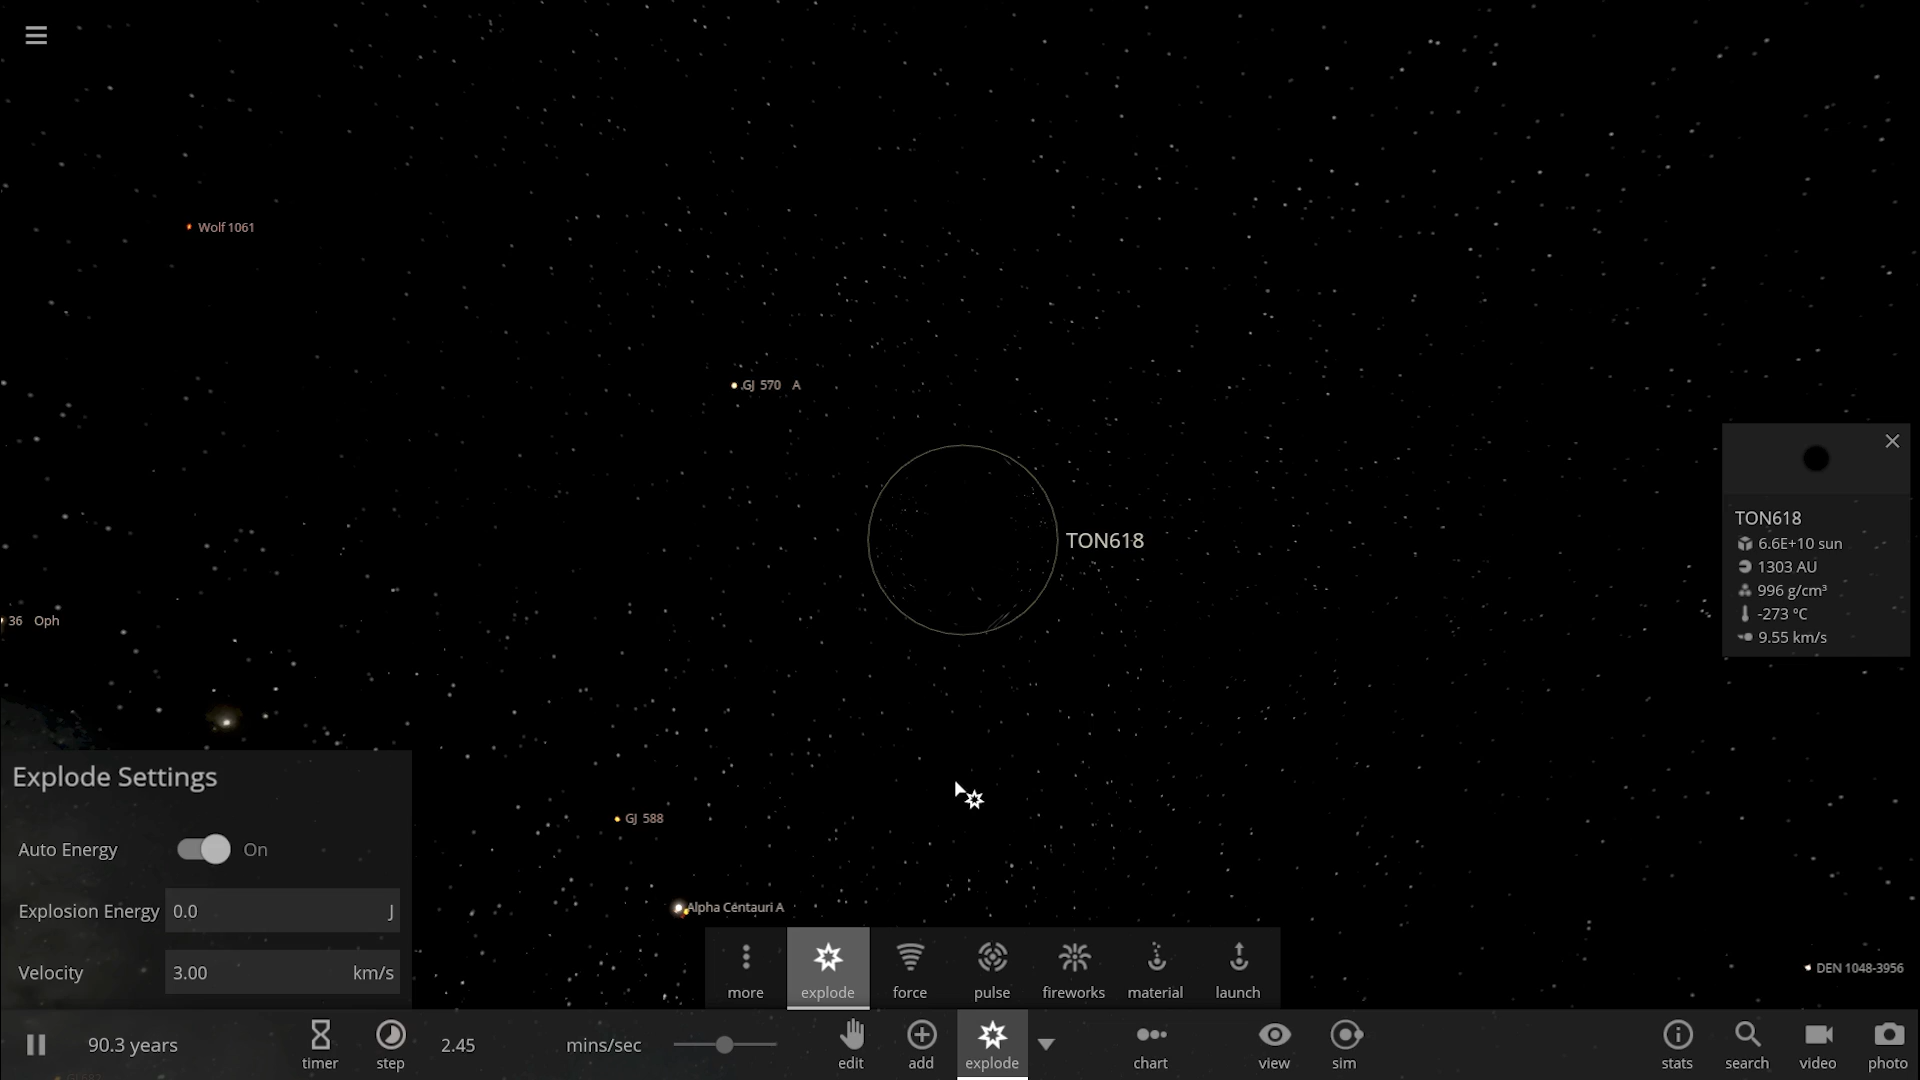 Wolf 1061
GJ 570 A
TON618
TON618
6.6E+10 sun
1303 AU
996 g/cm³
-273 °C
9.55 km/s
36 Oph
Explode Settings
Auto Energy On
Explosion Energy 0.0 J
Velocity 3.00 km/s
GJ 588
Alpha Centauri A
DEN 1048-3956
more explode force pulse fireworks material launch
90.3 years timer step 2.45 mins/sec edit add explode chart view sim stats search video photo